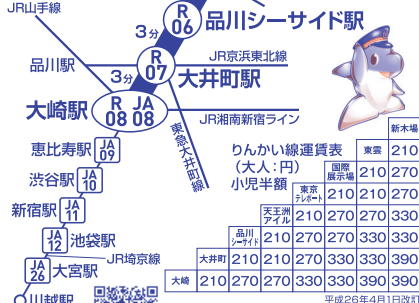 JR山手線
R
06
品川シーサイド駅
3分
品川駅
JR京浜東北線
R
07
大井町駅
3分
大崎駅
R
08
JA
08
JR湘南新宿ライン
東急大井町線
恵比寿駅
JA
09
渋谷駅
JA
10
新宿駅
JA
11
JA
12
池袋駅
JR埼京線
JA
26
大宮駅
川越駅
りんかい線運賃表
(大人:円)
小児半額
新木場
東雲 210
国際展示場 210 270
東京テレポート 210 210 270
天王洲アイル 210 270 270 330
品川シーサイド 210 270 270 330 330
大井町 210 210 270 330 330 390
大崎 210 270 270 330 330 390 390
平成26年4月1日改訂